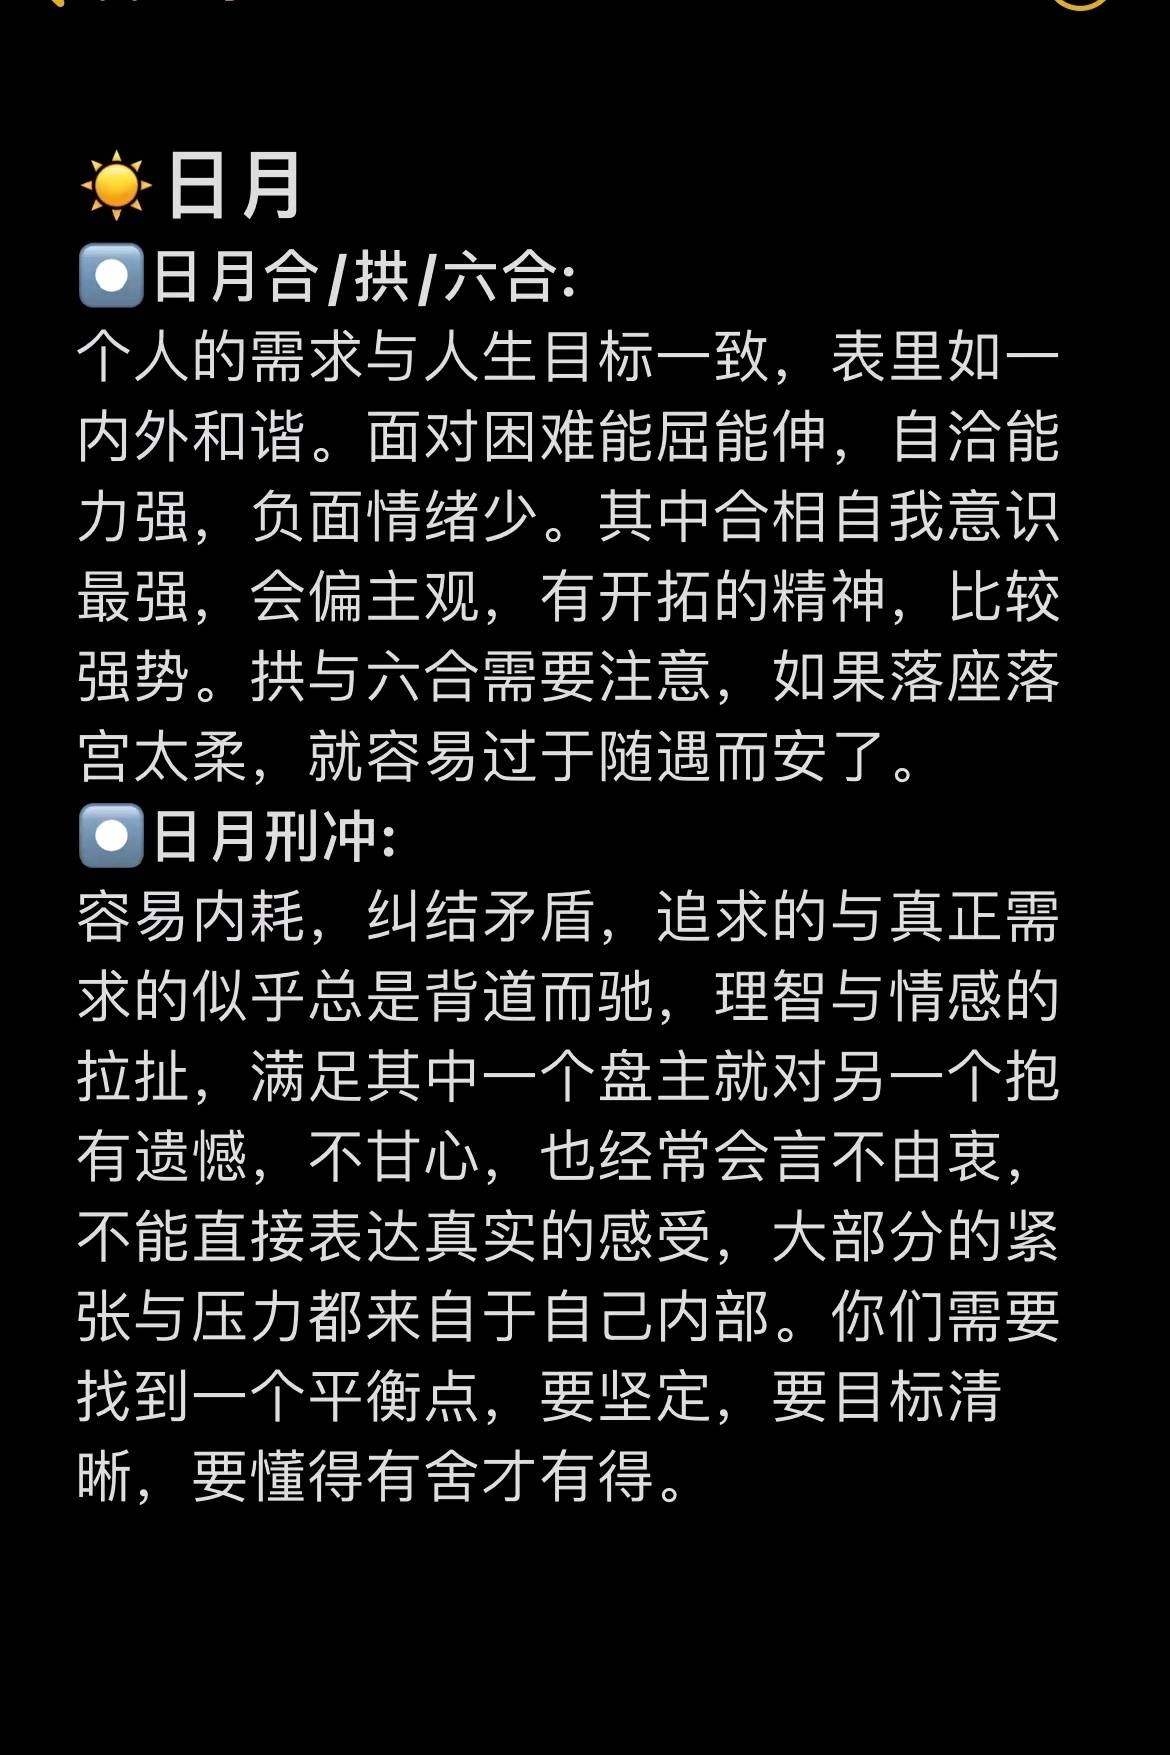 ☀️日月
⏺日月合/拱/六合:
个人的需求与人生目标一致，表里如一
内外和谐。面对困难能屈能伸，自洽能
力强，负面情绪少。其中合相自我意识
最强，会偏主观，有开拓的精神，比较
强势。拱与六合需要注意，如果落座落
宫太柔，就容易过于随遇而安了。
⏺日月刑冲:
容易内耗，纠结矛盾，追求的与真正需
求的似乎总是背道而驰，理智与情感的
拉扯，满足其中一个盘主就对另一个抱
有遗憾，不甘心，也经常会言不由衷，
不能直接表达真实的感受，大部分的紧
张与压力都来自于自己内部。你们需要
找到一个平衡点，要坚定，要目标清
晰，要懂得有舍才有得。